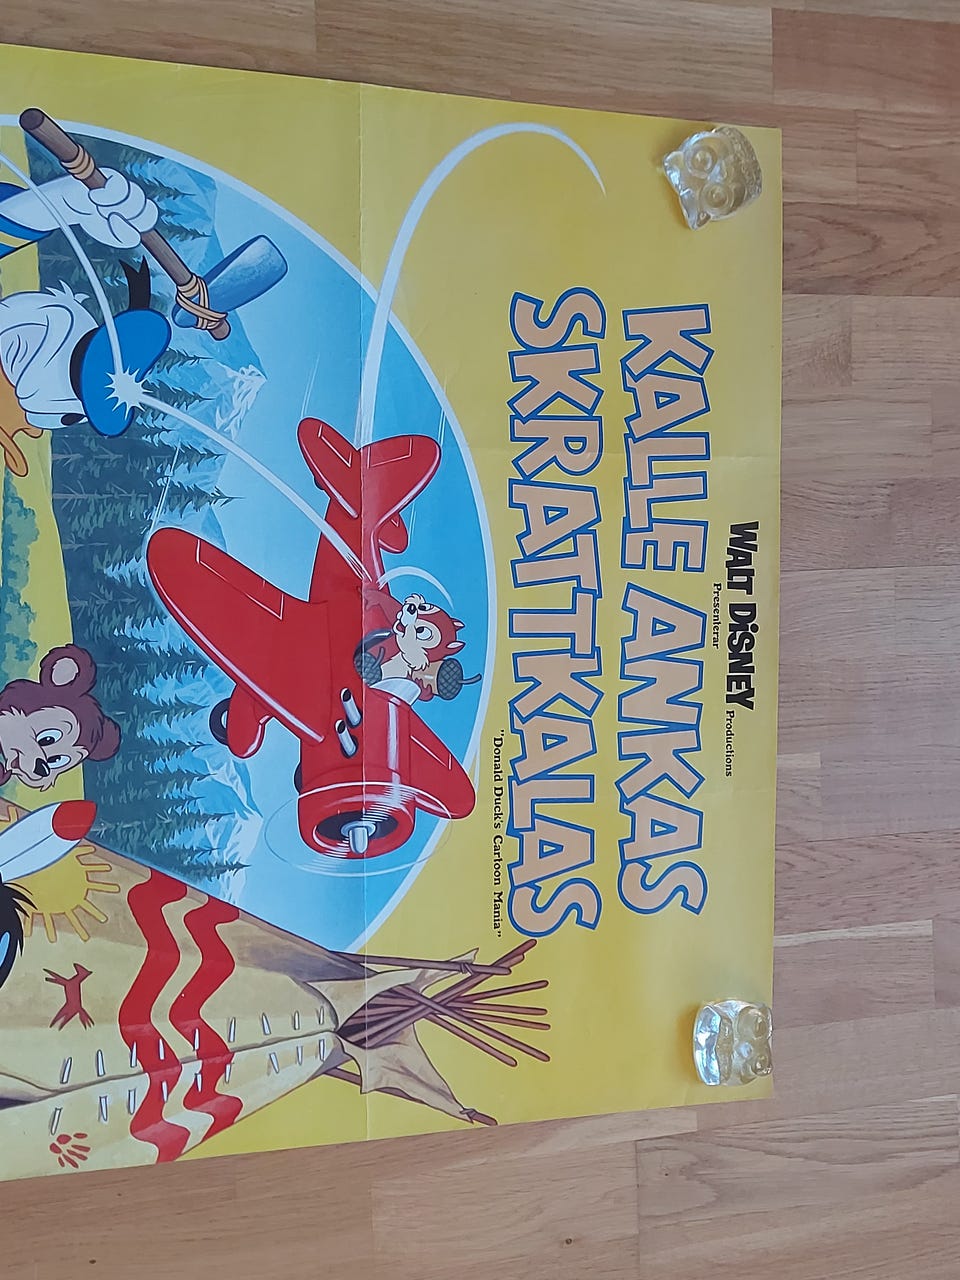 WALT DISNEY Productions
Presenterar
KALLE ANKAS
SKRATTKALAS
"Donald Duck's Cartoon Mania"